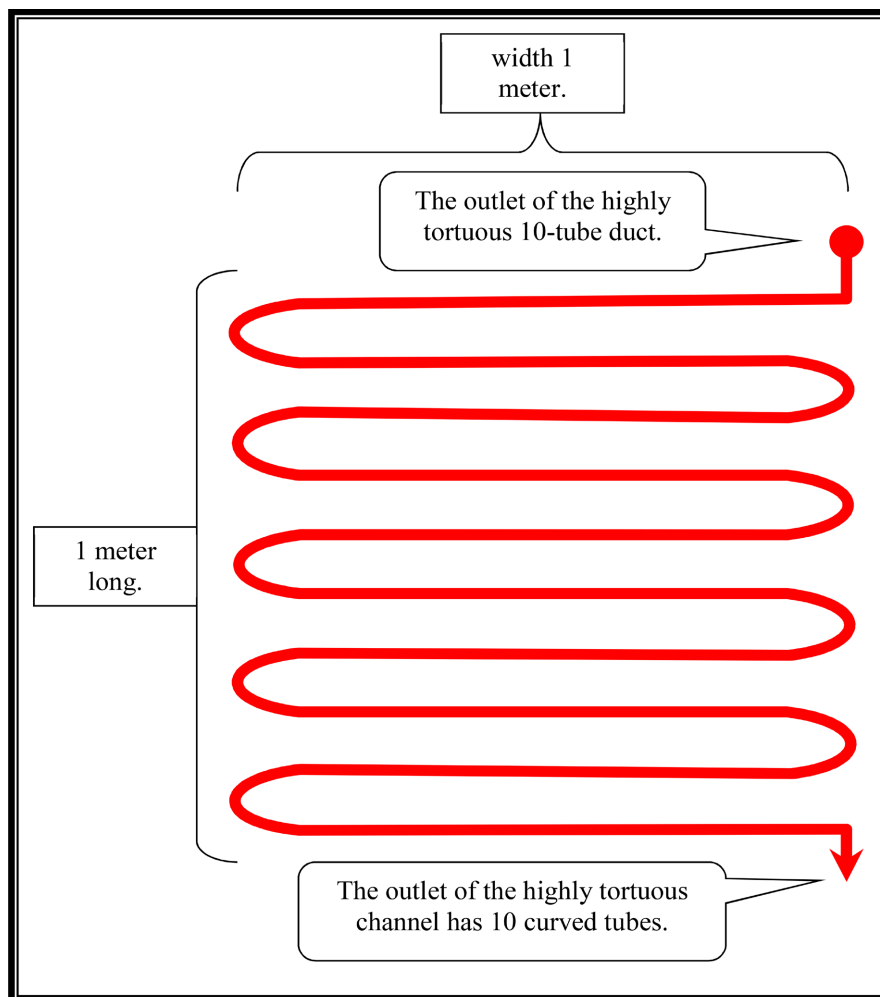 width 1
meter.
The outlet of the highly
tortuous 10-tube duct.
1 meter
long.
The outlet of the highly tortuous
channel has 10 curved tubes.